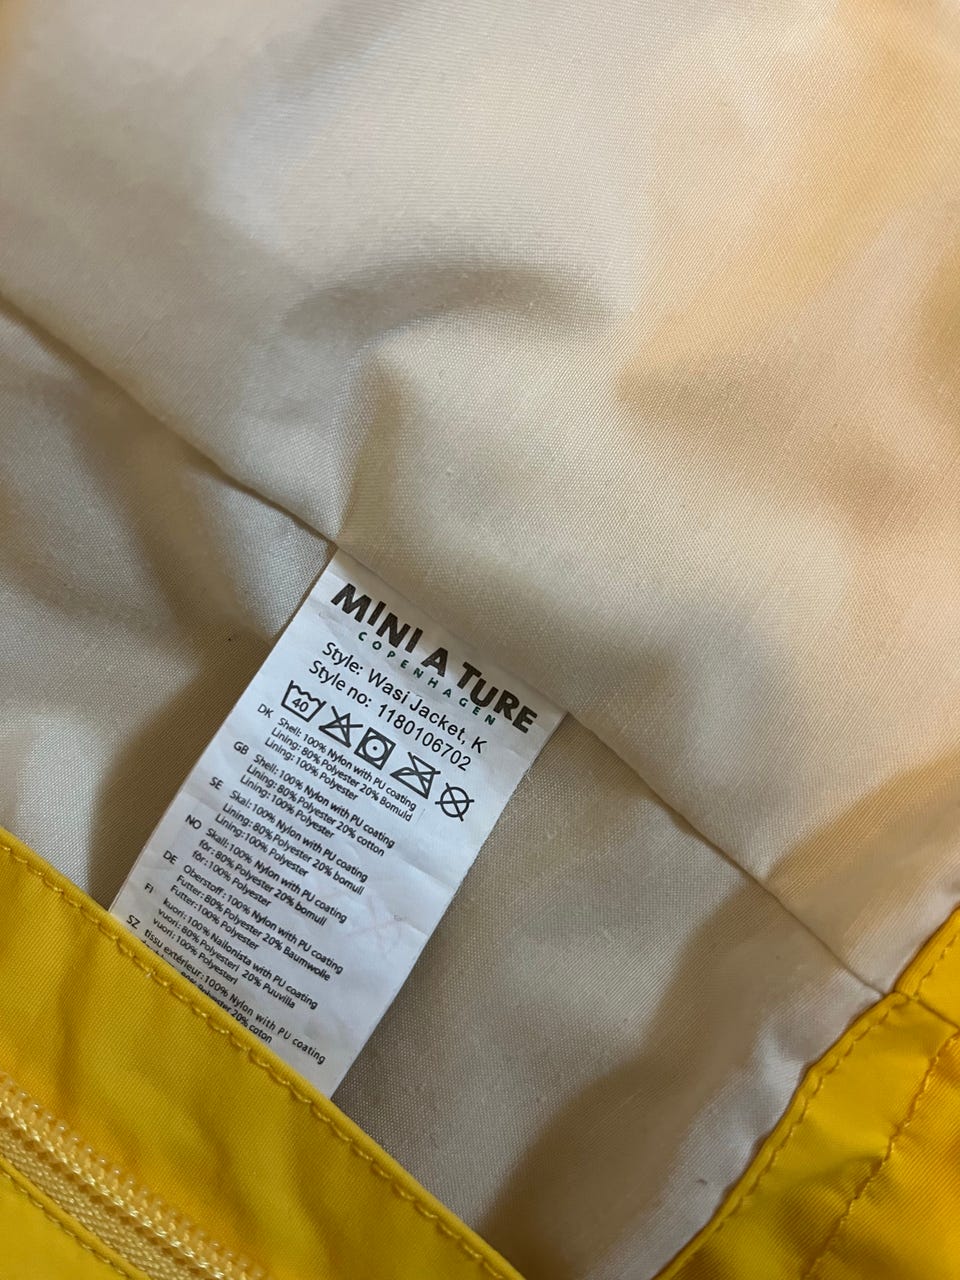 MINI A TURE
COPENHAGEN
Style: Wasi Jacket, K
Style no: 1180106702
40
DK Shell: 100% Nylon with PU coating
Lining: 80% Polyester 20% Bomuld
Lining: 100% Polyester
GB Shell: 100% Nylon with PU coating
Lining: 80% Polyester 20% cotton
Lining: 100% Polyester
SE Skal: 100% Nylon with PU coating
Lining: 80% Polyester 20% bomull
Lining: 100% Polyester
NO Skall: 100% Nylon with PU coating
fôr: 80% Polyester 20% bomull
fôr: 100% Polyester
DE Oberstoff: 100% Nylon with PU coating
Futter: 80% Polyester 20% Baumwolle
Futter: 100% Polyester
FI kuori: 100% Nailonista with PU coating
vuori: 80% Polyesteri 20% Puuvilla
vuori: 100% Polyesteri
SZ tissu extérieur: 100% Nylon with PU coating
80% Polyester 20% coton